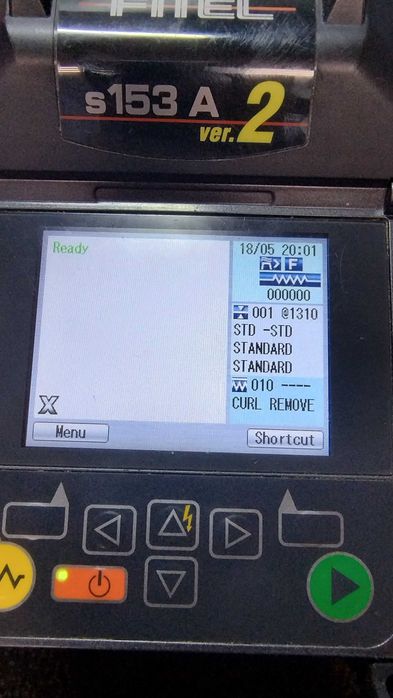 FITEL
s153 A
ver.2
Ready
18/05 20:01
F
000000
001 @1310
STD -STD
STANDARD
STANDARD
010 ----
CURL REMOVE
X
Menu
Shortcut